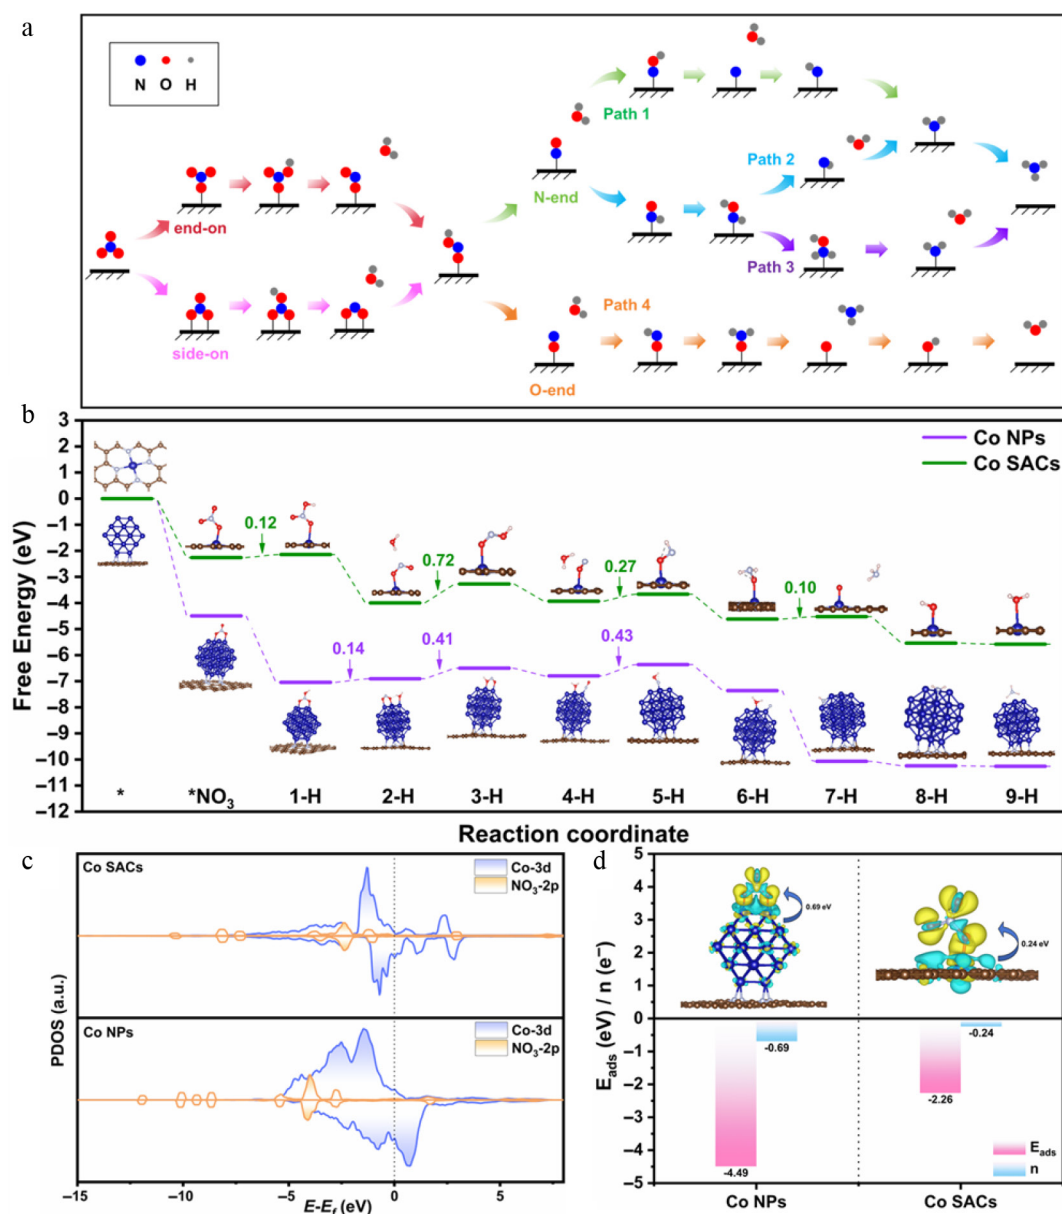 a
N O H
end-on
side-on
Path 1
N-end
Path 2
Path 3
Path 4
O-end
b
Free Energy (eV)
3
2
1
0
−1
−2
−3
−4
−5
−6
−7
−8
−9
−10
−11
−12
Co NPs
Co SACs
0.12
0.72
0.27
0.10
0.14
0.41
0.43
* *NO₃ 1-H 2-H 3-H 4-H 5-H 6-H 7-H 8-H 9-H
Reaction coordinate
c
PDOS (a.u.)
Co SACs
Co-3d
NO₃-2p
Co NPs
Co-3d
NO₃-2p
−15 −10 −5 0 5
E-E_f (eV)
d
E_ads (eV) / n (e⁻)
5
4
3
2
1
0
−1
−2
−3
−4
−5
0.69 eV
0.24 eV
-0.69
-0.24
-2.26
-4.49
E_ads
n
Co NPs Co SACs